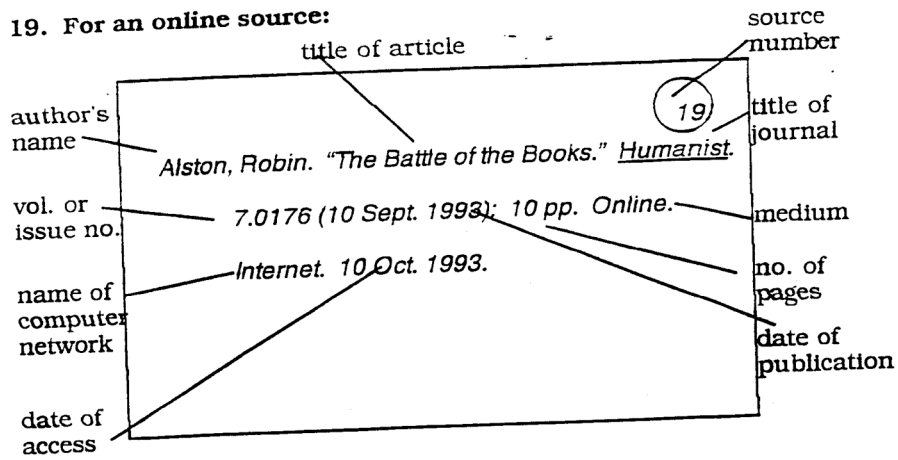 19. For an online source:
title of article
source
number
19
author's
name
title of
journal
Alston, Robin. “The Battle of the Books.” Humanist.
vol. or
issue no.
7.0176 (10 Sept. 1993): 10 pp. Online.
medium
Internet. 10 Oct. 1993.
name of
computer
network
no. of
pages
date of
publication
date of
access